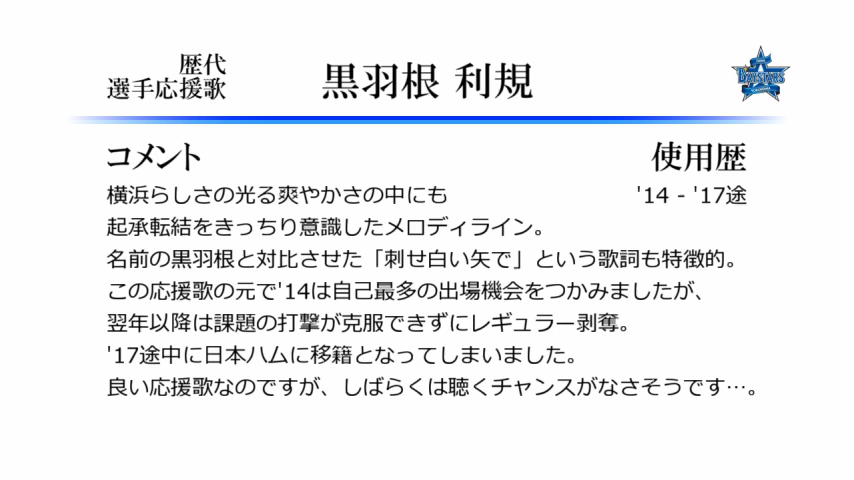 歴代
選手応援歌
黒羽根 利規
BAYSTARS
コメント
使用歴
横浜らしさの光る爽やかさの中にも
'14 - '17途
起承転結をきっちり意識したメロディライン。
名前の黒羽根と対比させた「刺せ白い矢で」という歌詞も特徴的。
この応援歌の元で'14は自己最多の出場機会をつかみましたが、
翌年以降は課題の打撃が克服できずにレギュラー剥奪。
'17途中に日本ハムに移籍となってしまいました。
良い応援歌なのですが、しばらくは聴くチャンスがなさそうです…。